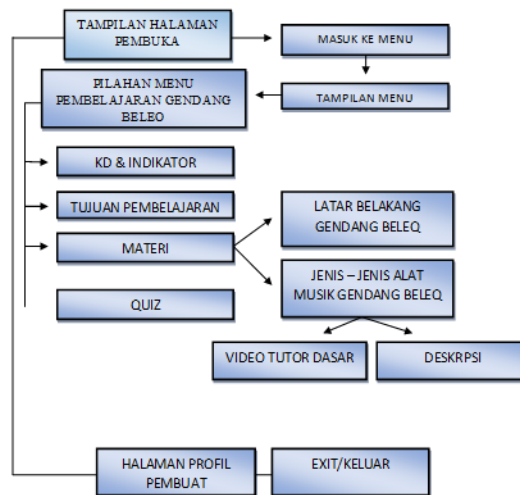 TAMPILAN HALAMAN
PEMBUKA
MASUK KE MENU
PILAHAN MENU
PEMBELAJARAN GENDANG
BELEO
TAMPILAN MENU
KD & INDIKATOR
TUJUAN PEMBELAJARAN
MATERI
LATAR BELAKANG
GENDANG BELEQ
JENIS – JENIS ALAT
MUSIK GENDANG BELEQ
QUIZ
VIDEO TUTOR DASAR
DESKRPSI
HALAMAN PROFIL
PEMBUAT
EXIT/KELUAR